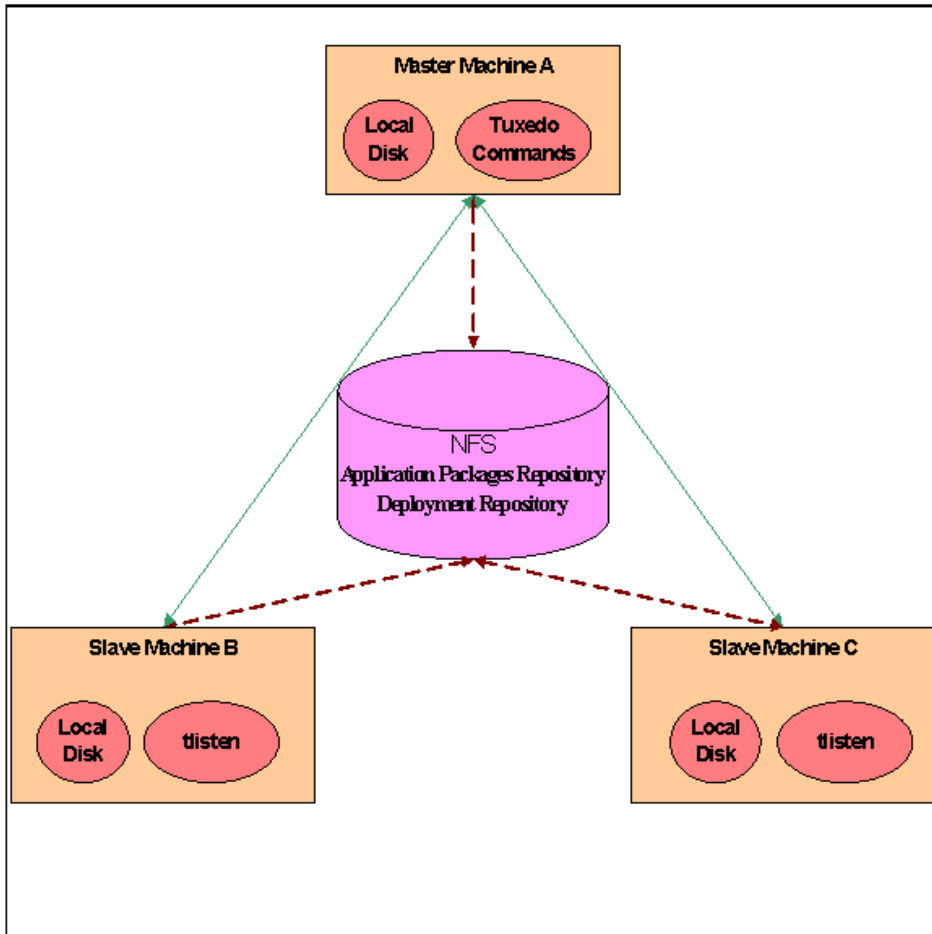 Master Machine A
Local
Disk
Tuxedo
Commands
NFS
Application Packages Repository
Deployment Repository
Slave Machine B
Local
Disk
tlisten
Slave Machine C
Local
Disk
tlisten